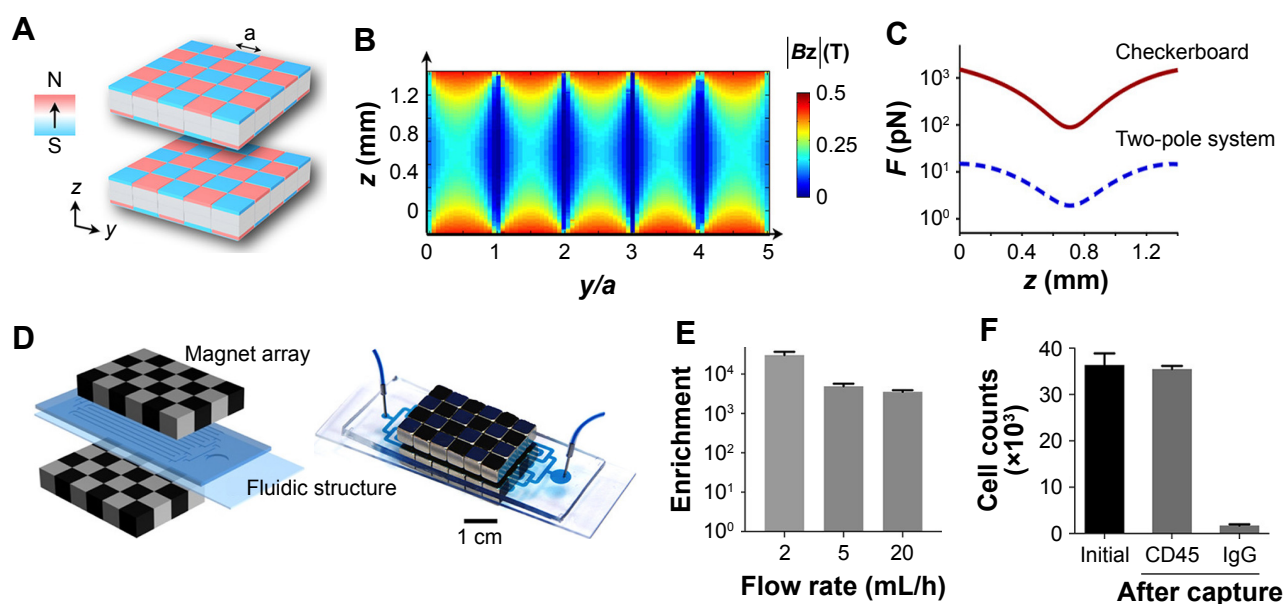 A
a
N
S
z
y
B
|Bz|(T)
0.5
0.25
0
z (mm)
1.2
0.8
0.4
0
0 1 2 3 4 5
y/a
C
Checkerboard
Two-pole system
F (pN)
10³
10²
10¹
10⁰
0 0.4 0.8 1.2
z (mm)
D
Magnet array
Fluidic structure
1 cm
E
Enrichment
10⁴
10³
10²
10¹
10⁰
2 5 20
Flow rate (mL/h)
F
Cell counts
(×10³)
40
30
20
10
0
Initial CD45 IgG
After capture